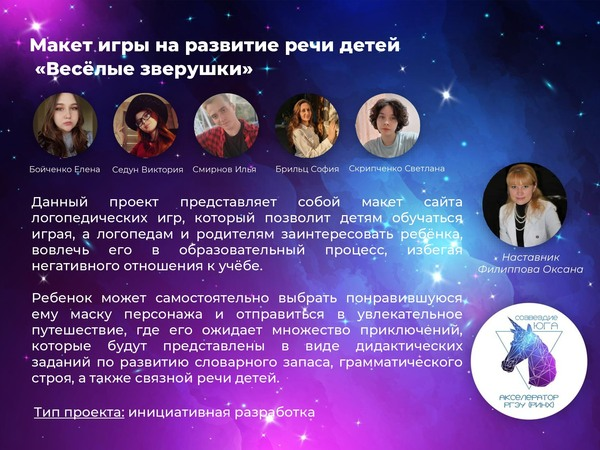 Макет игры на развитие речи детей
«Весёлые зверушки»
Бойченко Елена
Седун Виктория
Смирнов Илья
Брильц София
Скрипченко Светлана
Данный проект представляет собой макет сайта
логопедических игр, который позволит детям обучаться
играя, а логопедам и родителям заинтересовать ребёнка,
вовлечь его в образовательный процесс, избегая
негативного отношения к учёбе.
Наставник
Филиппова Оксана
Ребенок может самостоятельно выбрать понравившуюся
ему маску персонажа и отправиться в увлекательное
путешествие, где его ожидает множество приключений,
которые будут представлены в виде дидактических
заданий по развитию словарного запаса, грамматического
строя, а также связной речи детей.
СОЗВЕЗДИЕ
ЮГА
АКСЕЛЕРАТОР
РГЭУ (РИНХ)
Тип проекта: инициативная разработка